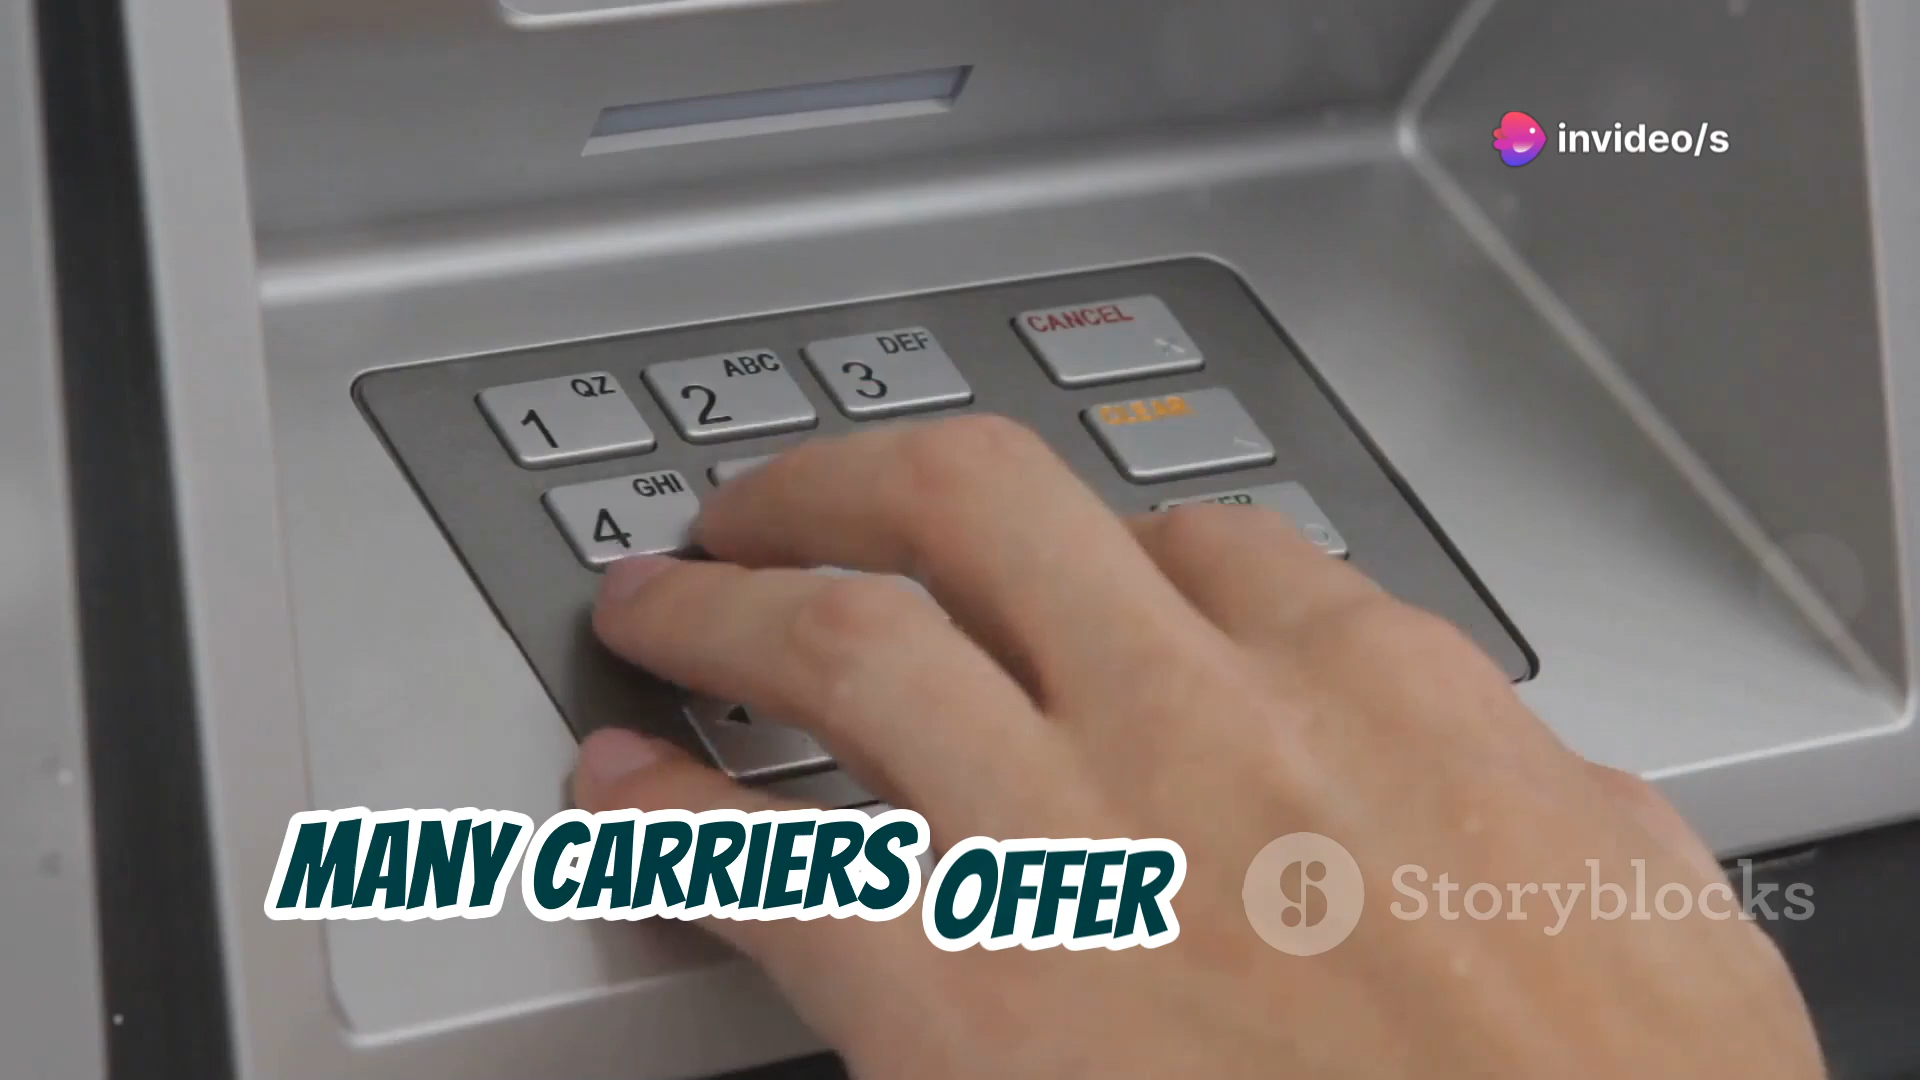 invideo/s
CANCEL
QZ
1
ABC
2
DEF
3
CLEAR
GHI
4
MANY CARRIERS OFFER
Storyblocks